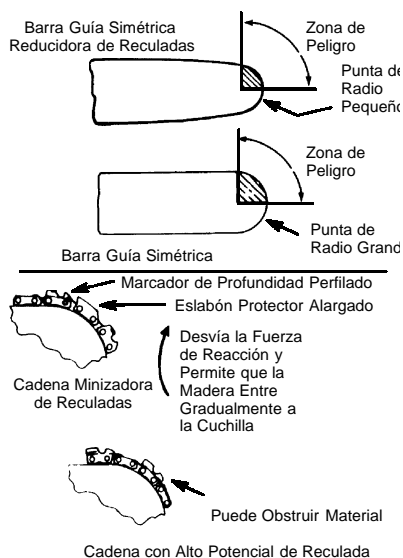 Barra Guía Simétrica
Reducidora de Reculadas
Zona de
Peligro
Punta de
Radio
Pequeño
Zona de
Peligro
Punta de
Radio Grand
Barra Guía Simétrica
Marcador de Profundidad Perfilado
Eslabón Protector Alargado
Desvía la Fuerza
de Reacción y
Permite que la
Madera Entre
Gradualmente a
la Cuchilla
Cadena Minizadora
de Reculadas
Puede Obstruir Material
Cadena con Alto Potencial de Reculada